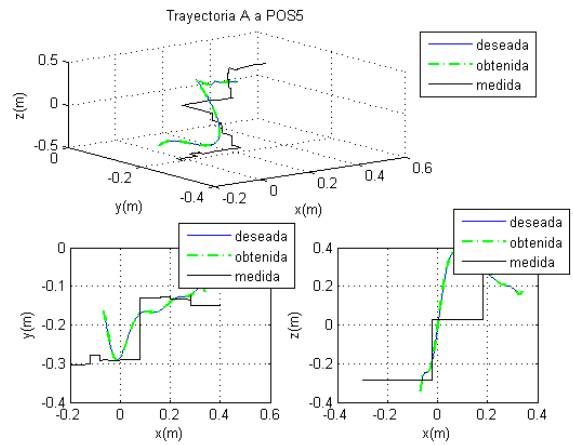 Trayectoria A a POS5
deseada
obtenida
medida
z(m)
0.5
0
-0.5
0
-0.2
-0.4
y(m)
-0.2
0
0.2
0.4
0.6
x(m)
deseada
obtenida
medida
y(m)
0
-0.1
-0.2
-0.3
-0.4
-0.2
0
0.2
0.4
0.6
x(m)
deseada
obtenida
medida
z(m)
0.4
0.2
0
-0.2
-0.4
-0.4
-0.2
0
0.2
0.4
x(m)